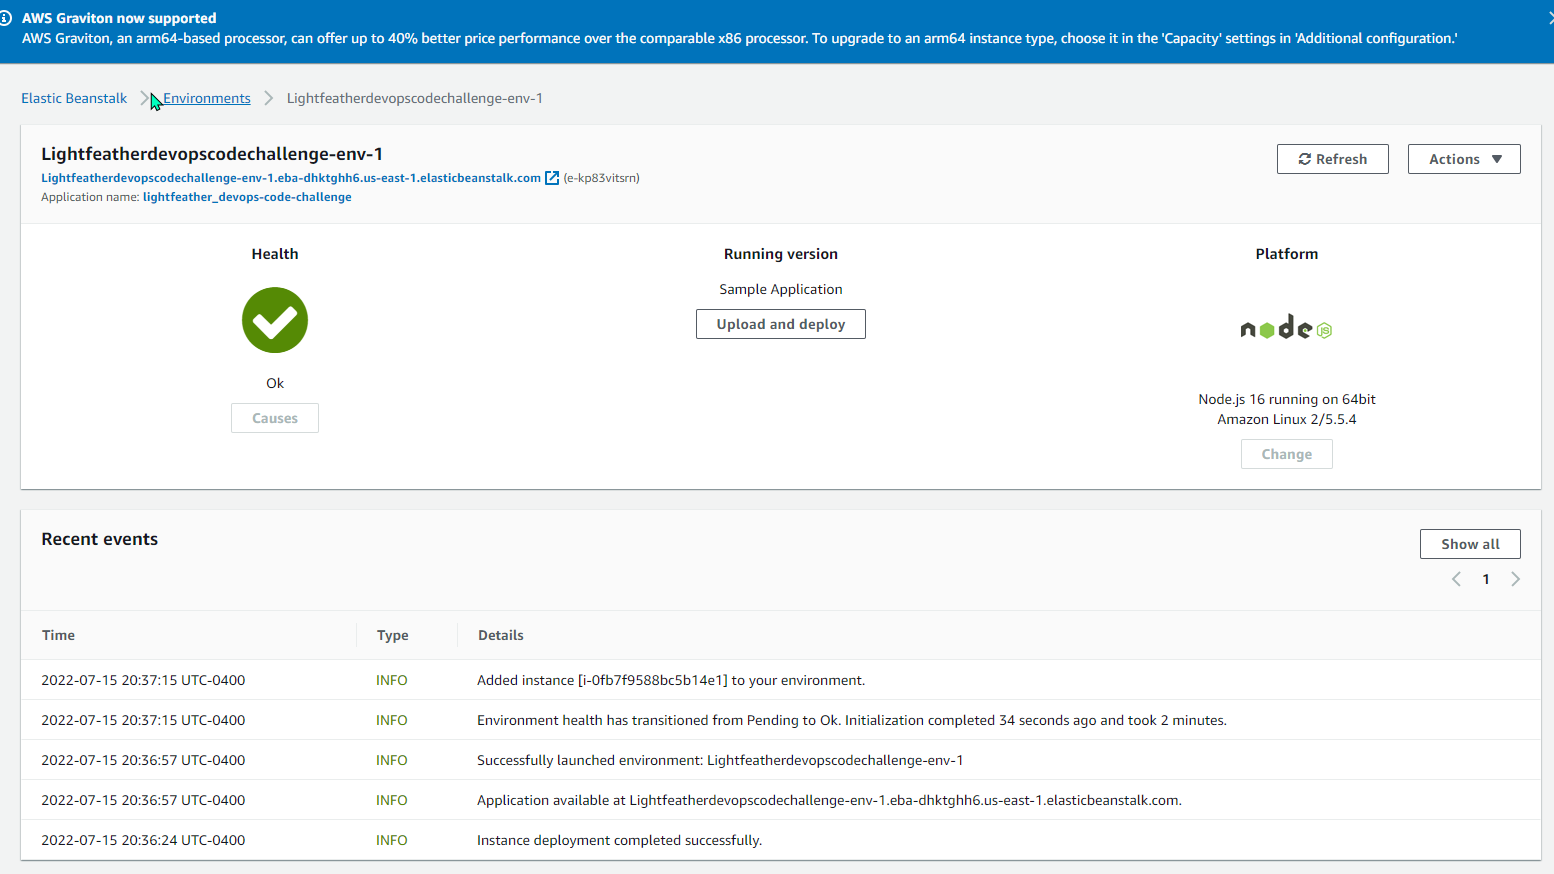 AWS Graviton now supported
AWS Graviton, an arm64-based processor, can offer up to 40% better price performance over the comparable x86 processor. To upgrade to an arm64 instance type, choose it in the 'Capacity' settings in 'Additional configuration.'
Elastic Beanstalk Environments Lightfeatherdevopscodechallenge-env-1
Lightfeatherdevopscodechallenge-env-1
Refresh
Actions
Lightfeatherdevopscodechallenge-env-1.eba-dhktghh6.us-east-1.elasticbeanstalk.com (e-kp83vitsrn)
Application name: lightfeather_devops-code-challenge
Health
Ok
Causes
Running version
Sample Application
Upload and deploy
Platform
node JS
Node.js 16 running on 64bit
Amazon Linux 2/5.5.4
Change
Recent events
Show all
1
Time Type Details
2022-07-15 20:37:15 UTC-0400 INFO Added instance [i-0fb7f9588bc5b14e1] to your environment.
2022-07-15 20:37:15 UTC-0400 INFO Environment health has transitioned from Pending to Ok. Initialization completed 34 seconds ago and took 2 minutes.
2022-07-15 20:36:57 UTC-0400 INFO Successfully launched environment: Lightfeatherdevopscodechallenge-env-1
2022-07-15 20:36:57 UTC-0400 INFO Application available at Lightfeatherdevopscodechallenge-env-1.eba-dhktghh6.us-east-1.elasticbeanstalk.com.
2022-07-15 20:36:24 UTC-0400 INFO Instance deployment completed successfully.